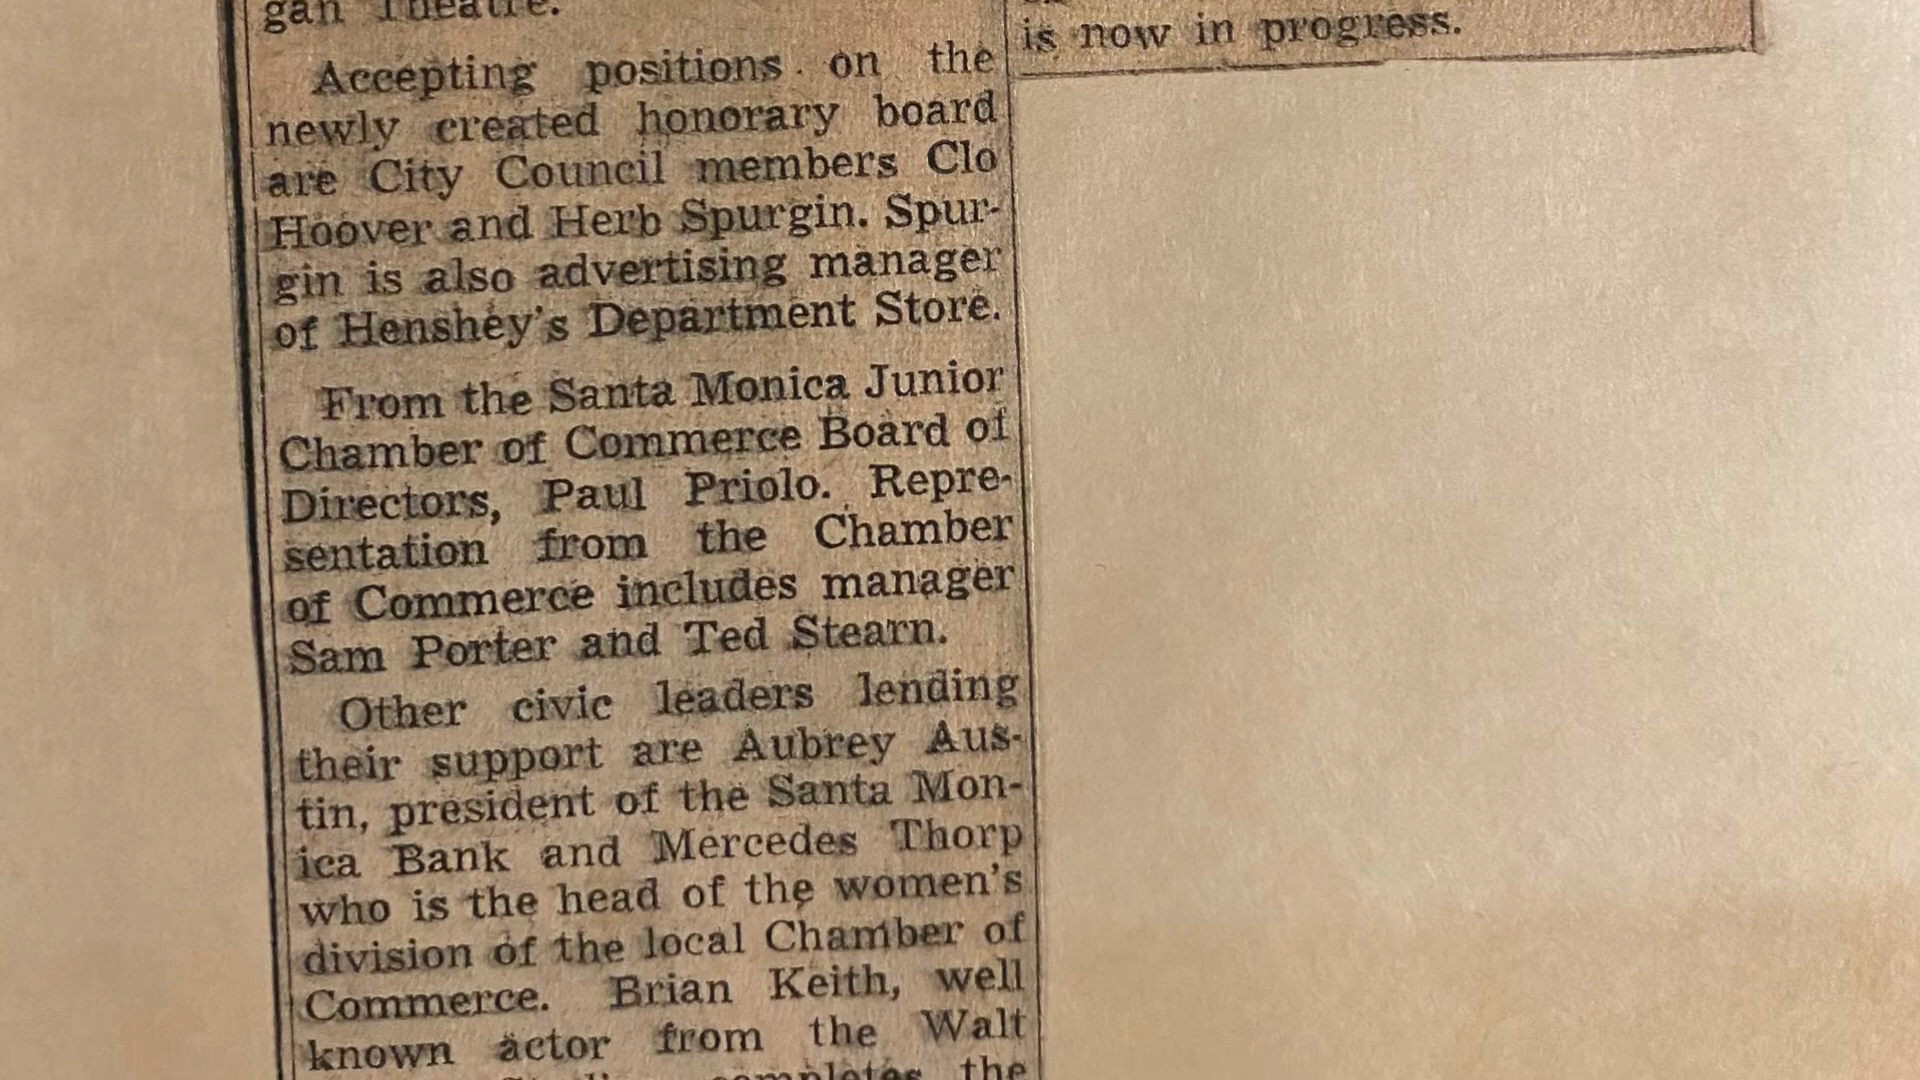 gan Theatre.
Accepting positions on the
newly created honorary board
are City Council members Clo
Hoover and Herb Spurgin. Spur-
gin is also advertising manager
of Henshey's Department Store.
From the Santa Monica Junior
Chamber of Commerce Board of
Directors, Paul Priolo. Repre-
sentation from the Chamber
of Commerce includes manager
Sam Porter and Ted Stearn.
Other civic leaders lending
their support are Aubrey Aus-
tin, president of the Santa Mon-
ica Bank and Mercedes Thorp
who is the head of the women's
division of the local Chamber of
Commerce. Brian Keith, well
known actor from the Walt
completes the
is now in progress.